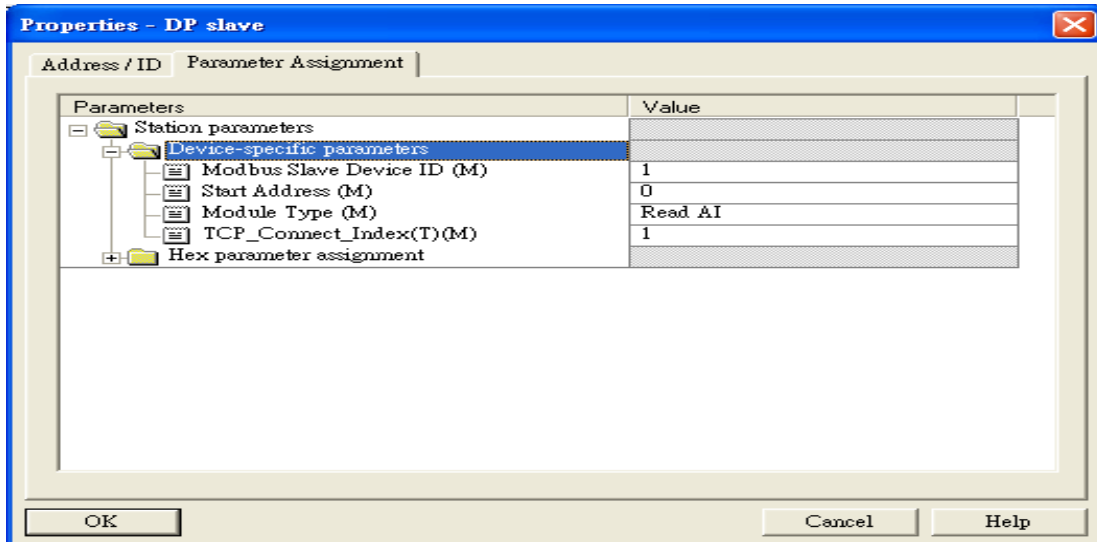 Properties - DP slave
Address / ID Parameter Assignment
Parameters Value
Station parameters
Device-specific parameters
Modbus Slave Device ID (M) 1
Start Address (M) 0
Module Type (M) Read AI
TCP_Connect_Index(T)(M) 1
Hex parameter assignment
OK Cancel Help